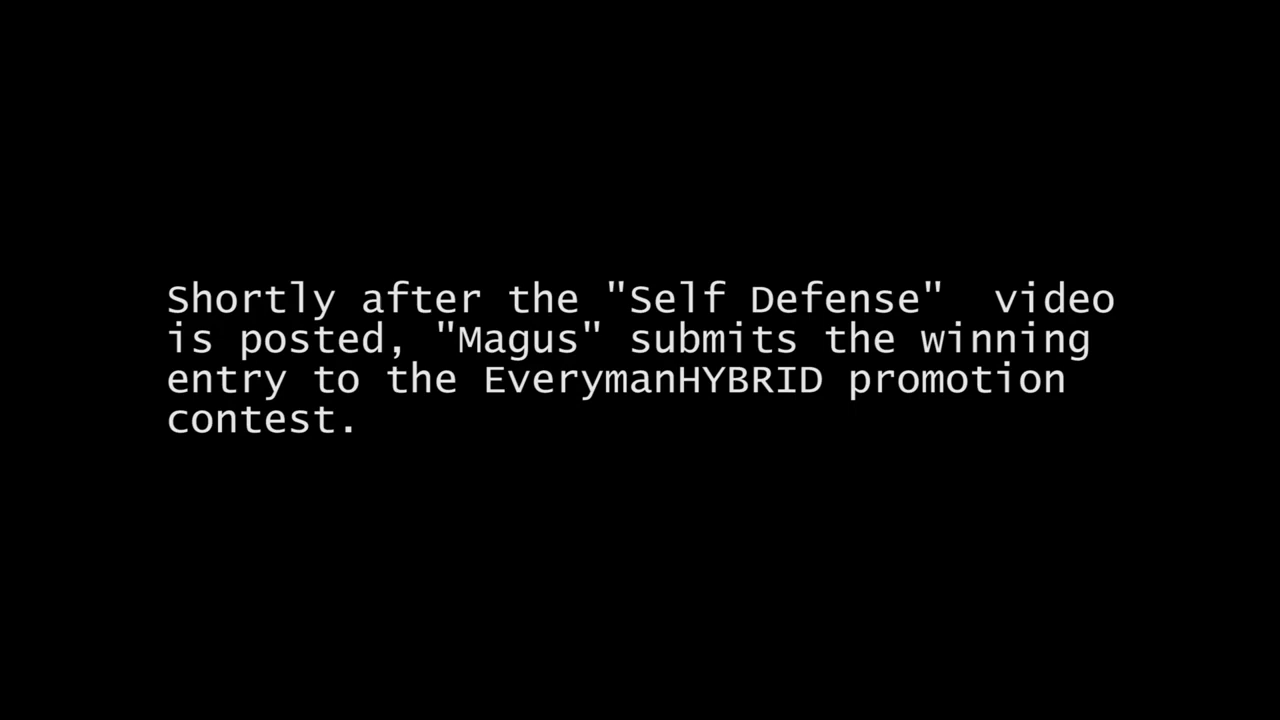 Shortly after the "Self Defense"  video
is posted, "Magus" submits the winning
entry to the EverymanHYBRID promotion
contest.